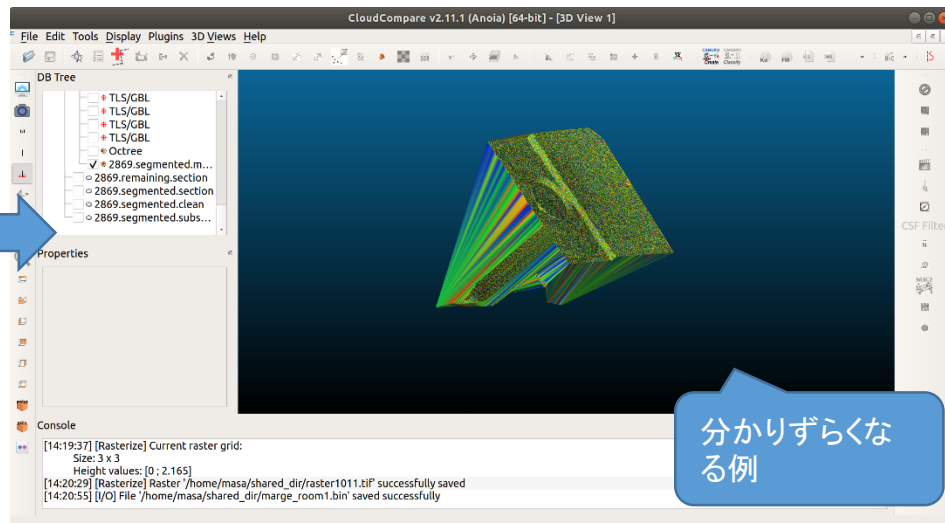 CloudCompare v2.11.1 (Anoia) [64-bit] - [3D View 1]
File Edit Tools Display Plugins 3D Views Help
DB Tree
TLS/GBL
TLS/GBL
TLS/GBL
TLS/GBL
Octree
2869.segmented.m...
2869.remaining.section
2869.segmented.section
2869.segmented.clean
2869.segmented.subs...
Properties
CSF Filter
M3C2
分かりずらくな
る例
Console
[14:19:37] [Rasterize] Current raster grid:
Size: 3 x 3
Height values: [0 ; 2.165]
[14:20:29] [Rasterize] Raster '/home/masa/shared_dir/raster1011.tif' successfully saved
[14:20:55] [I/O] File '/home/masa/shared_dir/marge_room1.bin' saved successfully